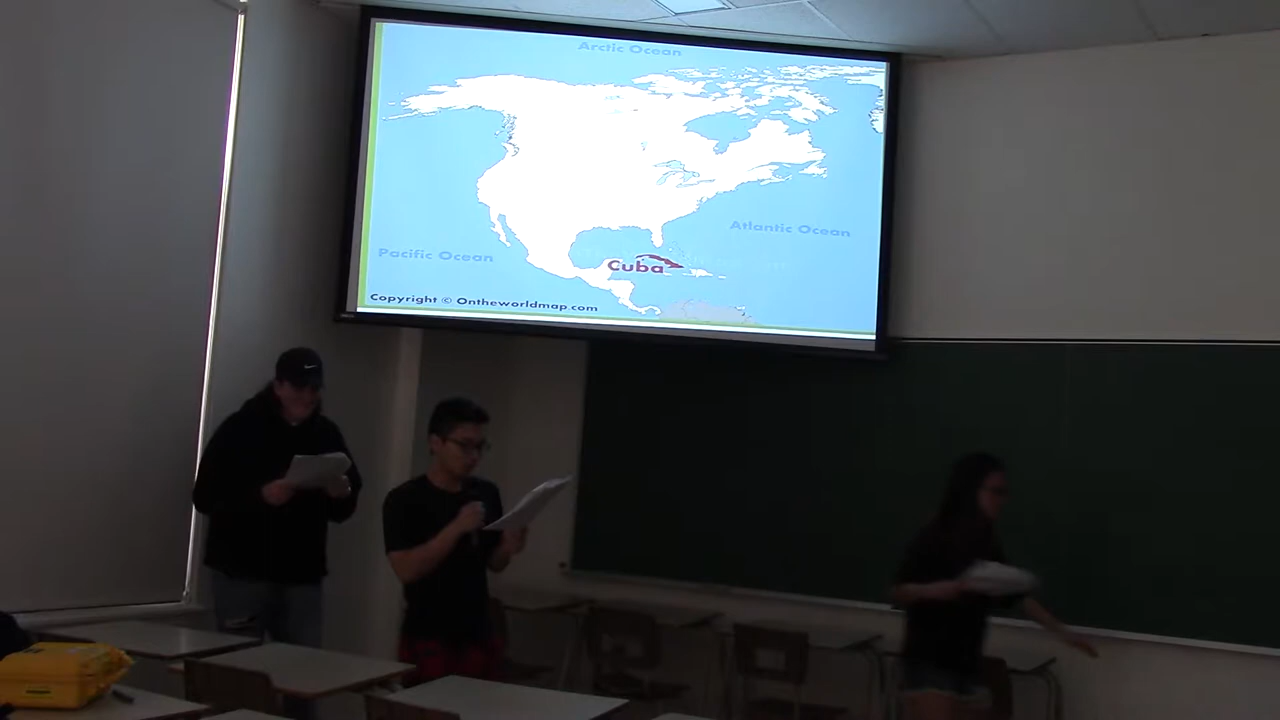 Arctic Ocean
Atlantic Ocean
Pacific Ocean
Cuba
Copyright © Ontheworldmap.com